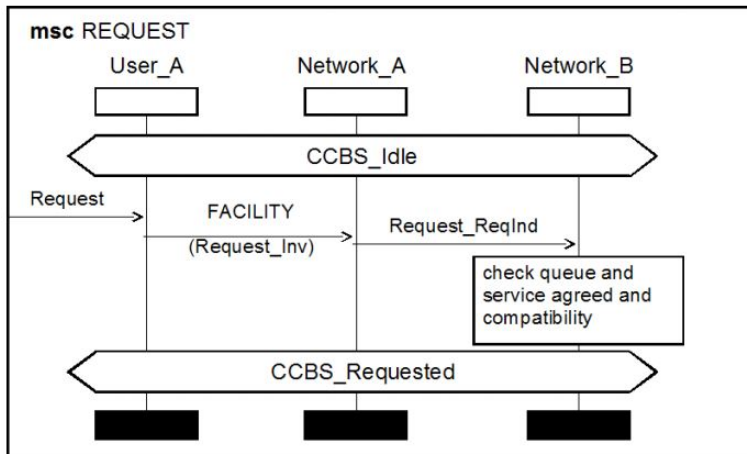 msc REQUEST
User_A Network_A Network_B
CCBS_Idle
Request
FACILITY
(Request_Inv)
Request_ReqInd
check queue and
service agreed and
compatibility
CCBS_Requested